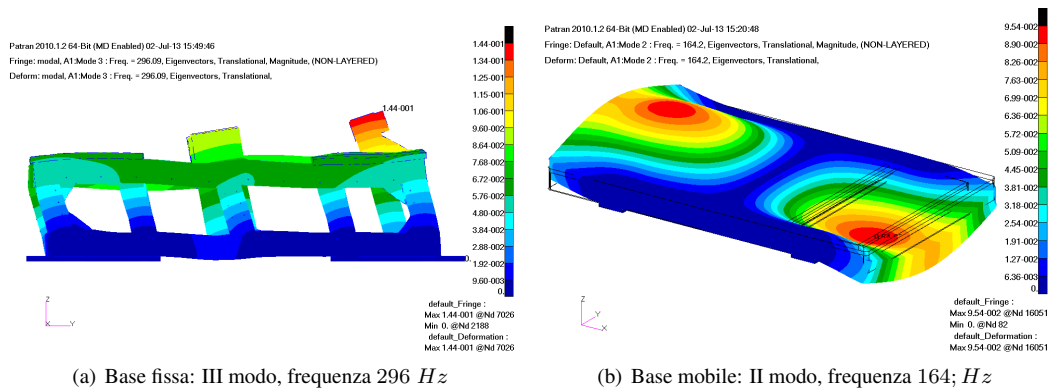 Patran 2010.1.2 64-Bit (MD Enabled) 02-Jul-13 15:49:46
Fringe: modal, A1:Mode 3 : Freq. = 296.09, Eigenvectors, Translational, Magnitude, (NON-LAYERED)
Deform: modal, A1:Mode 3 : Freq. = 296.09, Eigenvectors, Translational,
1.44-001
1.44-001
1.34-001
1.25-001
1.15-001
1.06-001
9.60-002
8.64-002
7.68-002
6.72-002
5.76-002
4.80-002
3.84-002
2.88-002
1.92-002
9.60-003
0.
0.
Z
X
Y
default_Fringe :
Max 1.44-001 @Nd 7026
Min 0. @Nd 2188
default_Deformation :
Max 1.44-001 @Nd 7026
(a) Base fissa: III modo, frequenza 296 Hz
Patran 2010.1.2 64-Bit (MD Enabled) 02-Jul-13 15:20:48
Fringe: Default, A1:Mode 2 : Freq. = 164.2, Eigenvectors, Translational, Magnitude, (NON-LAYERED)
Deform: Default, A1:Mode 2 : Freq. = 164.2, Eigenvectors, Translational,
9.54-002
8.90-002
8.26-002
7.63-002
6.99-002
6.36-002
5.72-002
5.09-002
4.45-002
3.81-002
3.18-002
2.54-002
1.91-002
1.27-002
6.36-003
0.
Z
Y
X
default_Fringe :
Max 9.54-002 @Nd 16051
Min 0. @Nd 82
default_Deformation :
Max 9.54-002 @Nd 16051
(b) Base mobile: II modo, frequenza 164; Hz